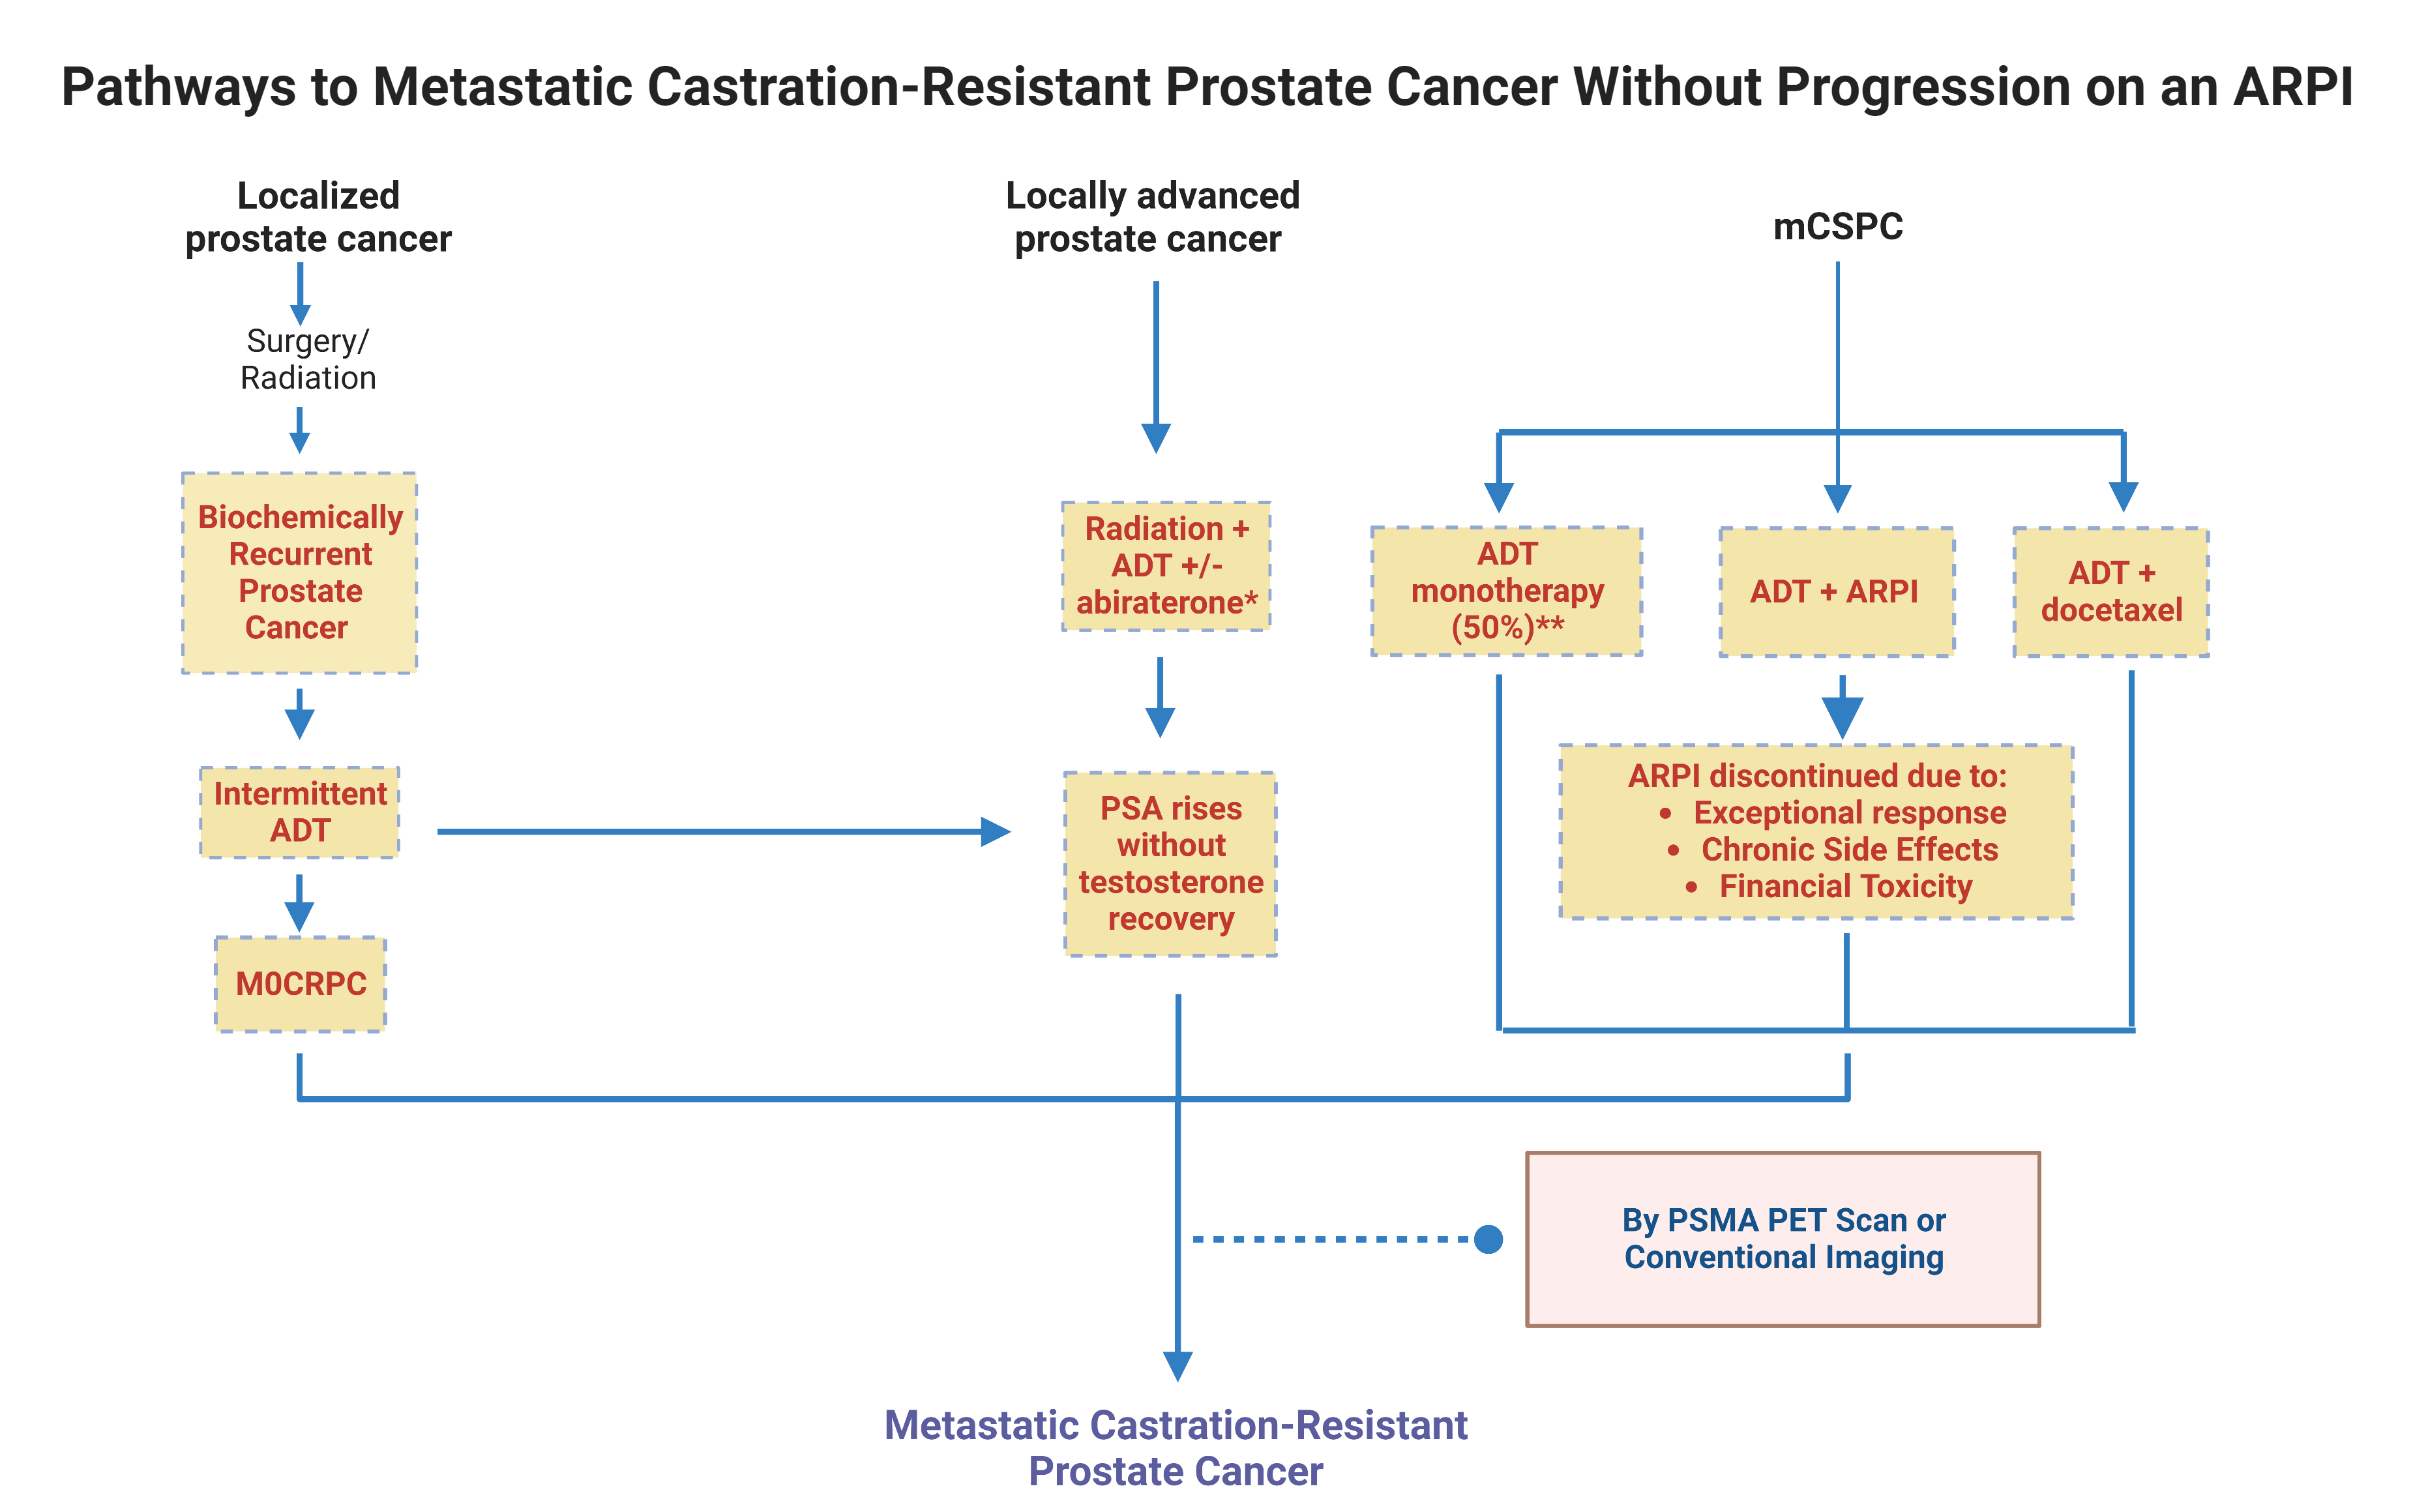 Pathways to Metastatic Castration-Resistant Prostate Cancer Without Progression on an ARPI
Localized
prostate cancer
Surgery/
Radiation
Biochemically
Recurrent
Prostate
Cancer
Intermittent
ADT
M0CRPC
Locally advanced
prostate cancer
Radiation +
ADT +/-
abiraterone*
PSA rises
without
testosterone
recovery
mCSPC
ADT
monotherapy
(50%)**
ADT + ARPI
ADT +
docetaxel
ARPI discontinued due to:
• Exceptional response
• Chronic Side Effects
• Financial Toxicity
By PSMA PET Scan or
Conventional Imaging
Metastatic Castration-Resistant
Prostate Cancer